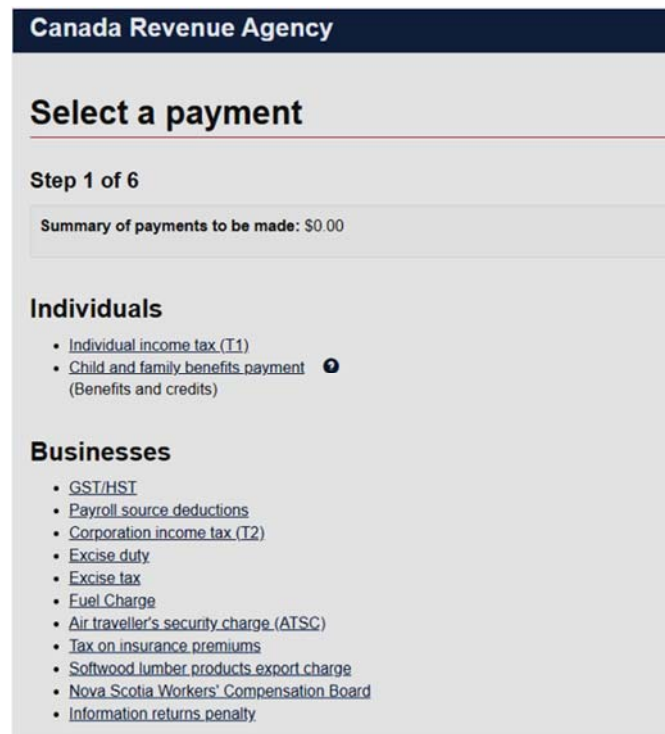 Canada Revenue Agency
Select a payment
Step 1 of 6
Summary of payments to be made: $0.00
Individuals
• Individual income tax (T1)
• Child and family benefits payment ?
(Benefits and credits)
Businesses
• GST/HST
• Payroll source deductions
• Corporation income tax (T2)
• Excise duty
• Excise tax
• Fuel Charge
• Air traveller's security charge (ATSC)
• Tax on insurance premiums
• Softwood lumber products export charge
• Nova Scotia Workers' Compensation Board
• Information returns penalty